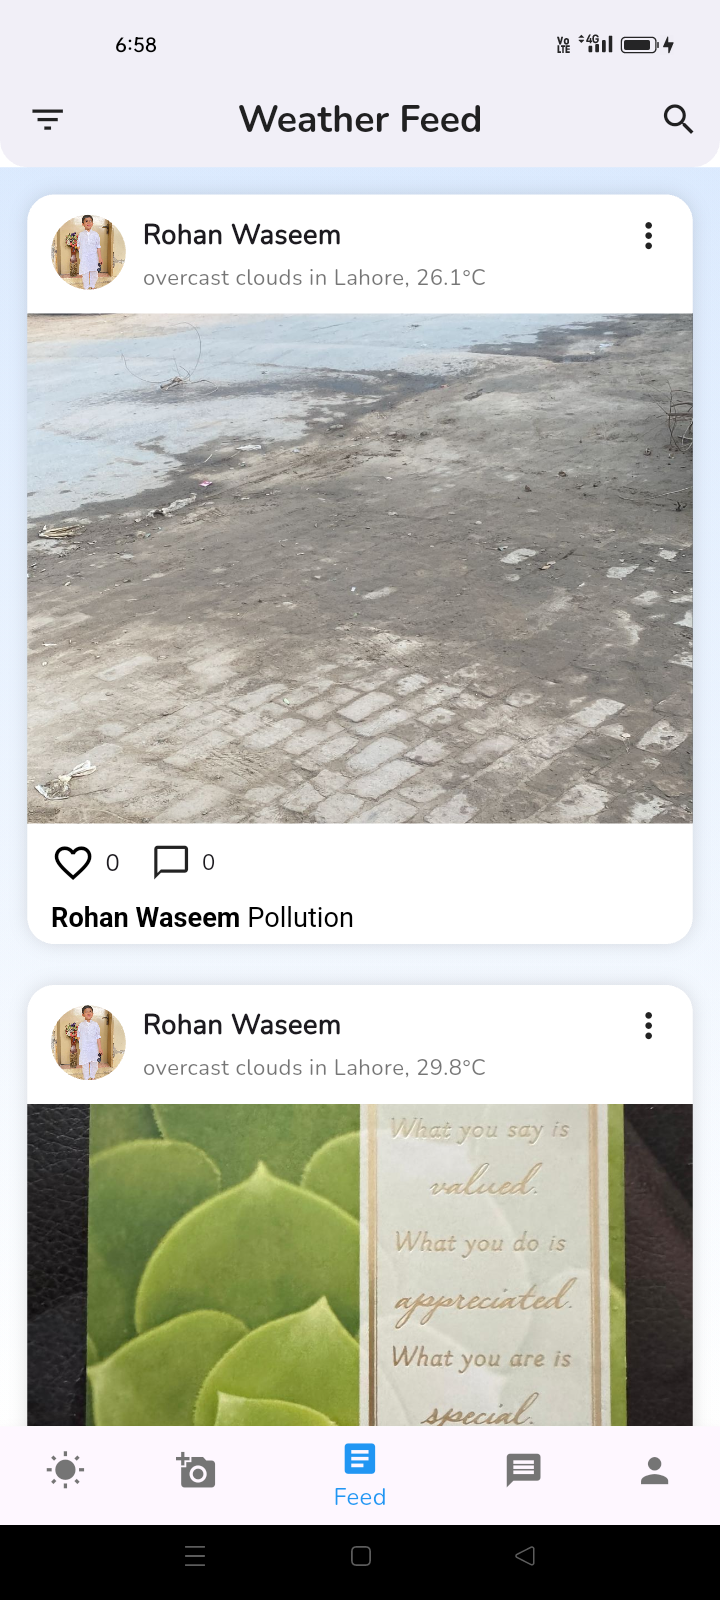 6:58
Vo LTE 4G
Weather Feed
Rohan Waseem
overcast clouds in Lahore, 26.1°C
0 0
Rohan Waseem Pollution
Rohan Waseem
overcast clouds in Lahore, 29.8°C
What you say is
valued.
What you do is
appreciated.
What you are is
special.
Feed